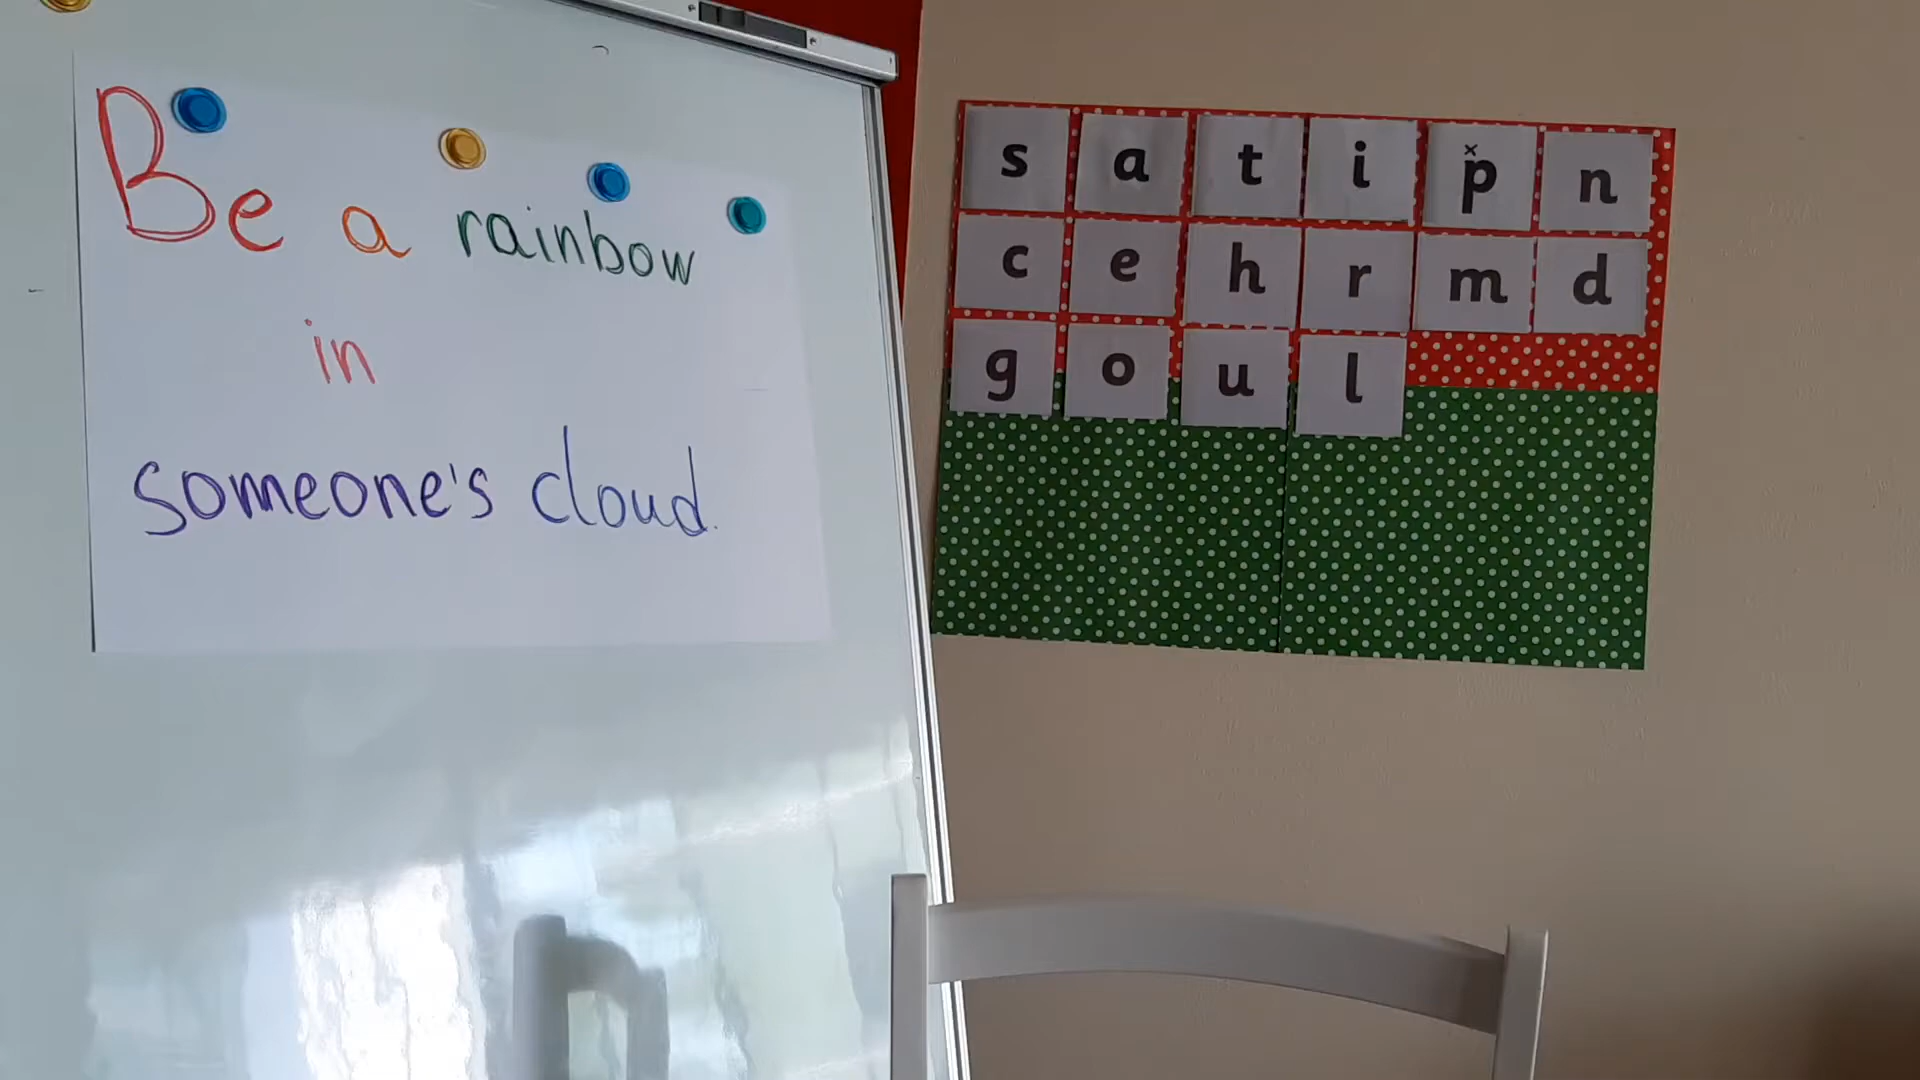 Be a rainbow
in
someone's cloud.
s a t i p n
c e h r m d
g o u l